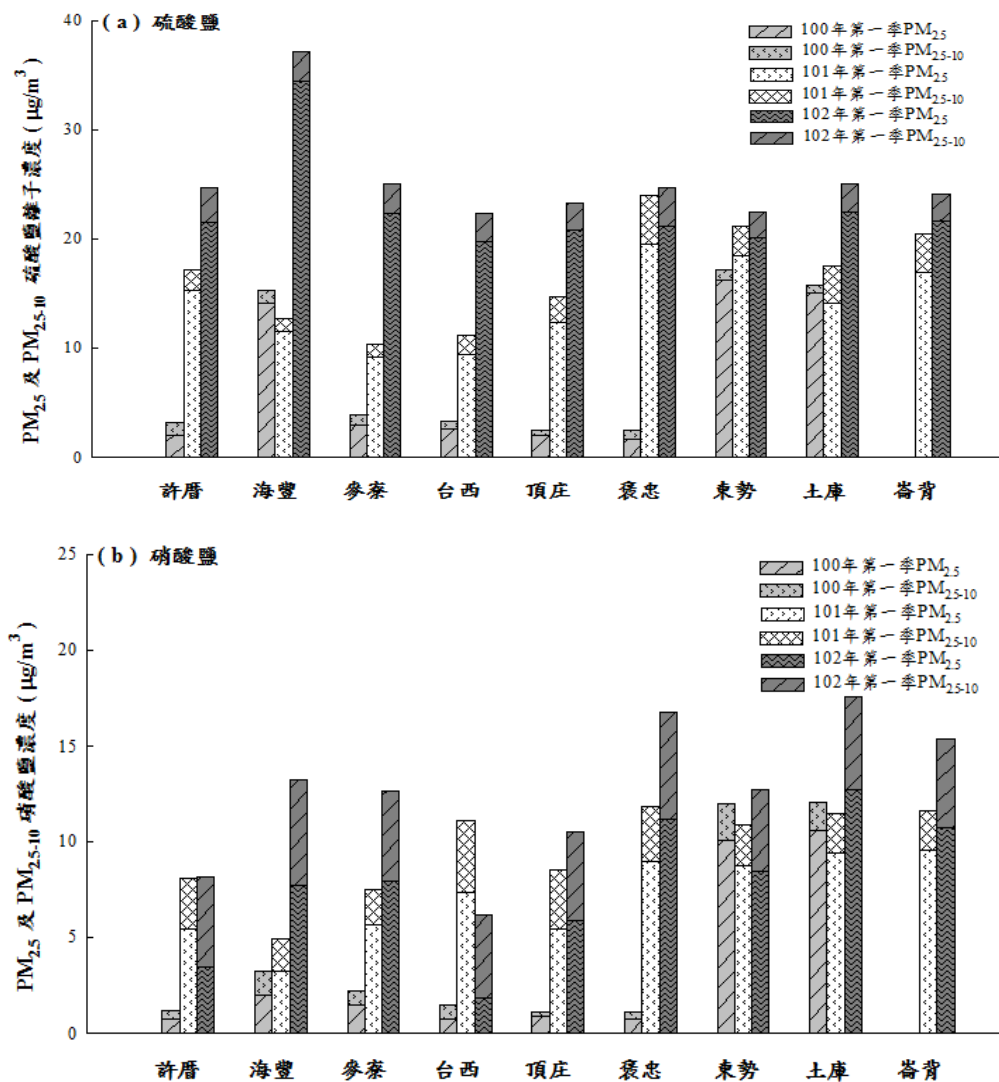 (a) 硫酸鹽
100年第一季PM2.5
100年第一季PM2.5-10
101年第一季PM2.5
101年第一季PM2.5-10
102年第一季PM2.5
102年第一季PM2.5-10
PM2.5 及 PM2.5-10 硫酸鹽離子濃度 (μg/m3)
40
30
20
10
0
許厝 海豐 麥寮 台西 頂庄 褒忠 東勢 土庫 崙背
(b) 硝酸鹽
100年第一季PM2.5
100年第一季PM2.5-10
101年第一季PM2.5
101年第一季PM2.5-10
102年第一季PM2.5
102年第一季PM2.5-10
PM2.5 及 PM2.5-10 硝酸鹽濃度 (μg/m3)
25
20
15
10
5
0
許厝 海豐 麥寮 台西 頂庄 褒忠 東勢 土庫 崙背